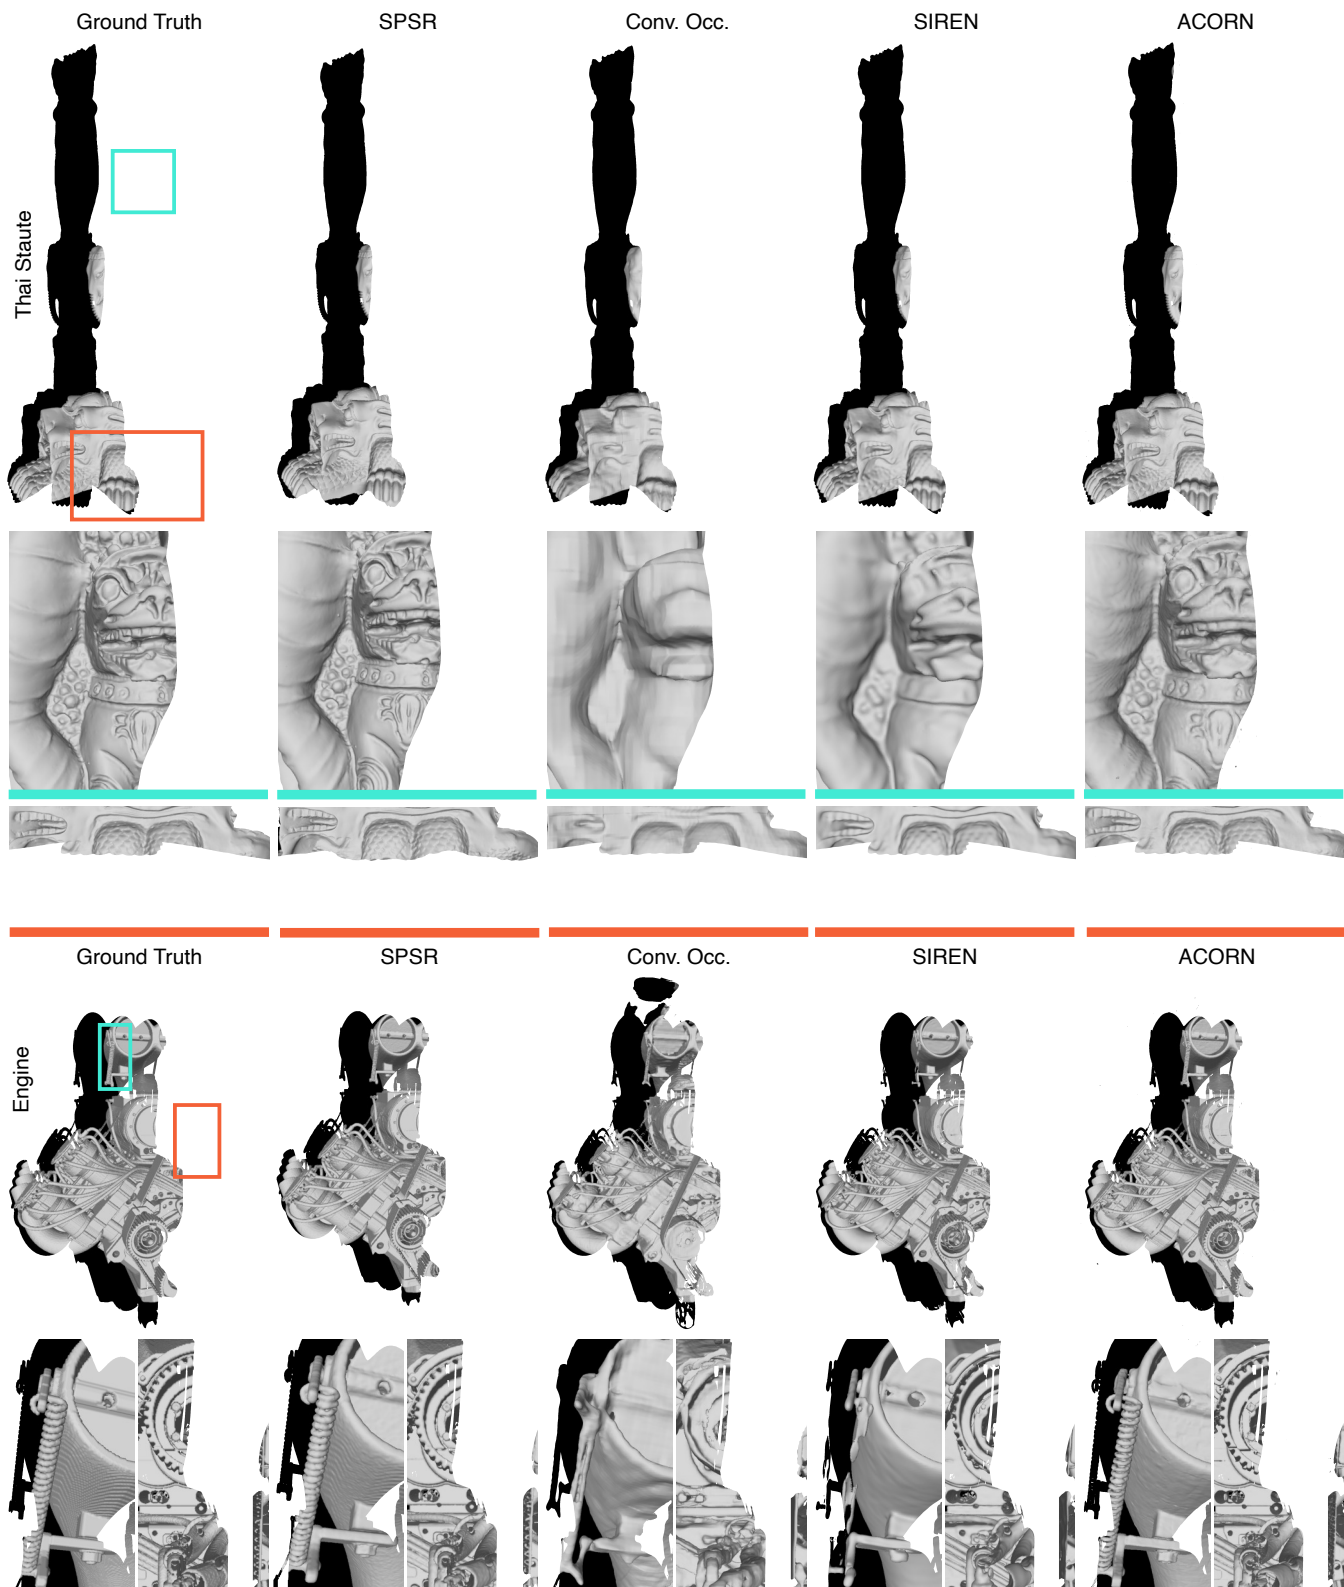 Ground Truth SPSR Conv. Occ. SIREN ACORN
Thai Staute
Ground Truth SPSR Conv. Occ. SIREN ACORN
Engine